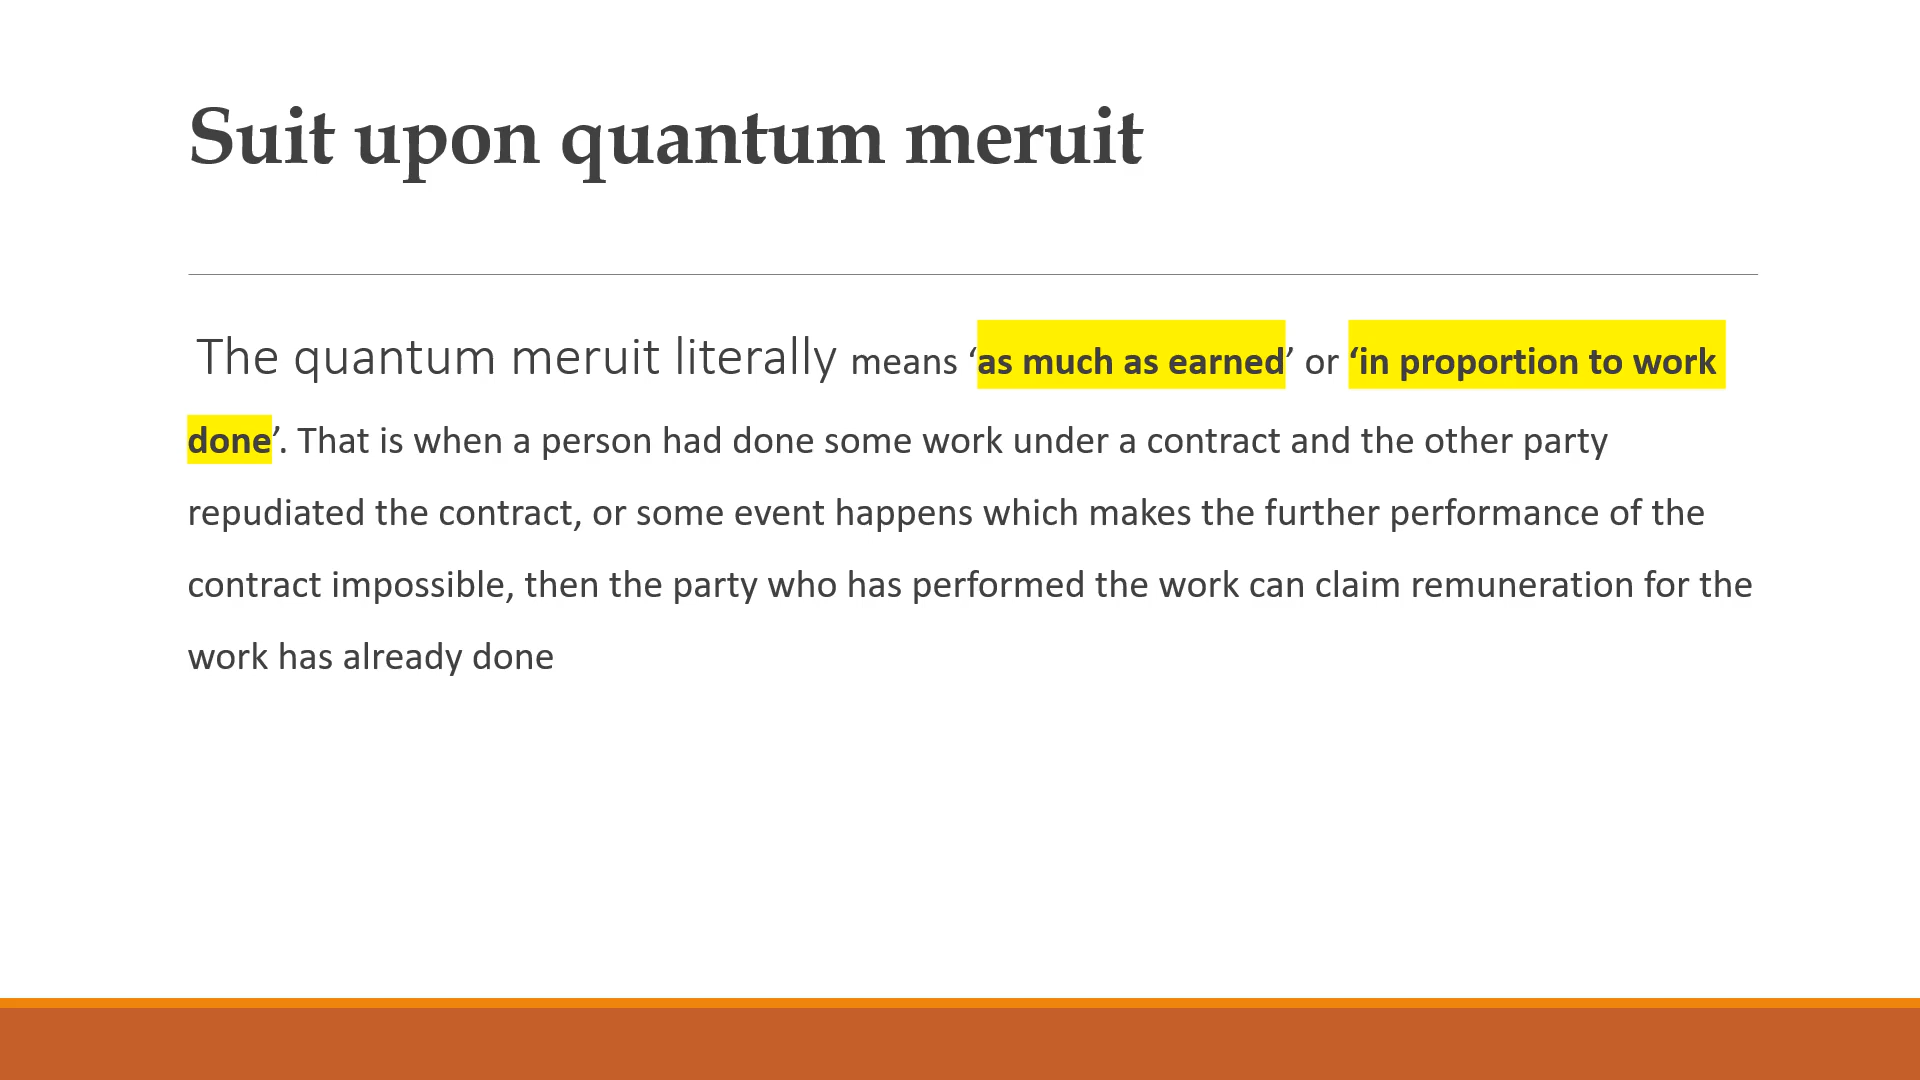 Suit upon quantum meruit
The quantum meruit literally means ‘as much as earned’ or ‘in proportion to work
done’. That is when a person had done some work under a contract and the other party
repudiated the contract, or some event happens which makes the further performance of the
contract impossible, then the party who has performed the work can claim remuneration for the
work has already done